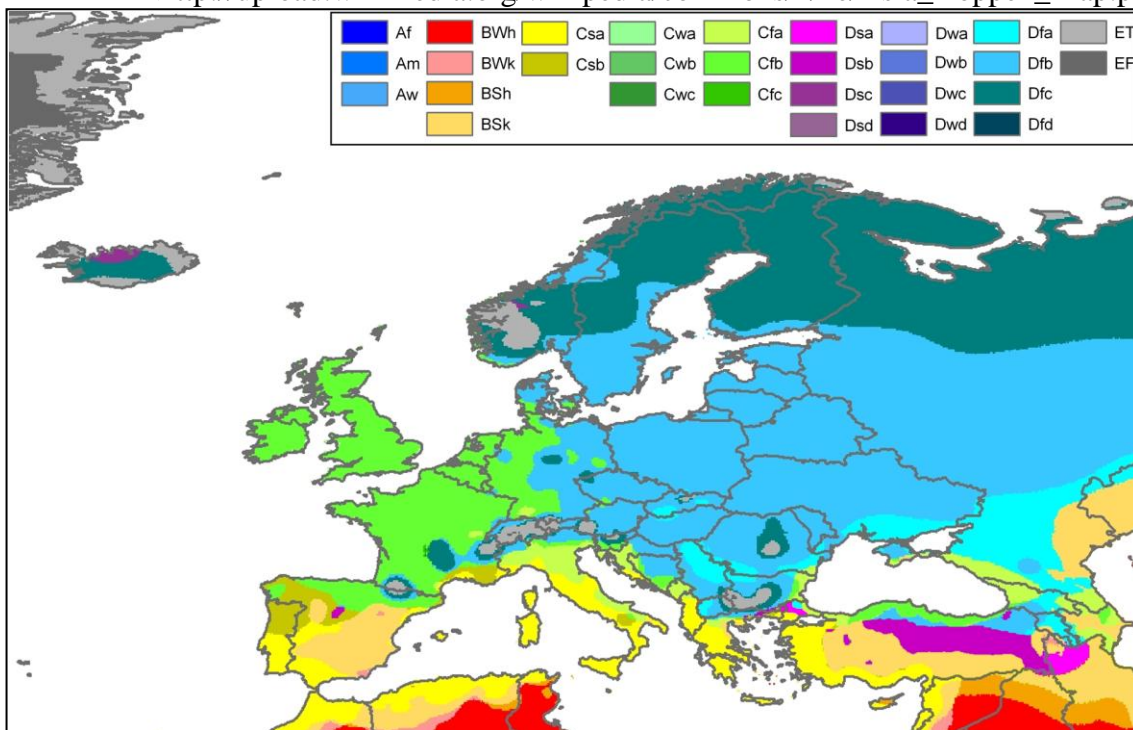 Af BWh Csa Cwa Cfa Dsa Dwa Dfa ET
Am BWk Csb Cwb Cfb Dsb Dwb Dfb EF
Aw BSh Cwc Cfc Dsc Dwc Dfc
BSk Dsd Dwd Dfd